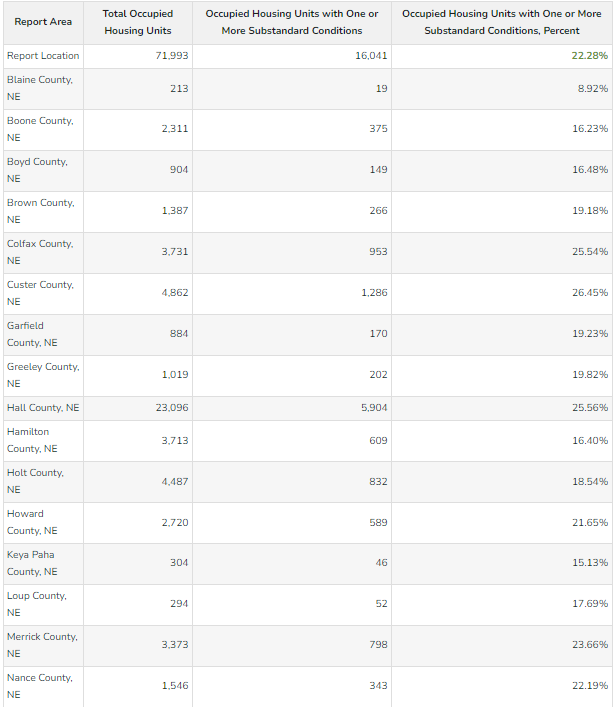 Report Area Total Occupied Housing Units Occupied Housing Units with One or More Substandard Conditions Occupied Housing Units with One or More Substandard Conditions, Percent
Report Location 71,993 16,041 22.28%
Blaine County, NE 213 19 8.92%
Boone County, NE 2,311 375 16.23%
Boyd County, NE 904 149 16.48%
Brown County, NE 1,387 266 19.18%
Colfax County, NE 3,731 953 25.54%
Custer County, NE 4,862 1,286 26.45%
Garfield County, NE 884 170 19.23%
Greeley County, NE 1,019 202 19.82%
Hall County, NE 23,096 5,904 25.56%
Hamilton County, NE 3,713 609 16.40%
Holt County, NE 4,487 832 18.54%
Howard County, NE 2,720 589 21.65%
Keya Paha County, NE 304 46 15.13%
Loup County, NE 294 52 17.69%
Merrick County, NE 3,373 798 23.66%
Nance County, NE 1,546 343 22.19%